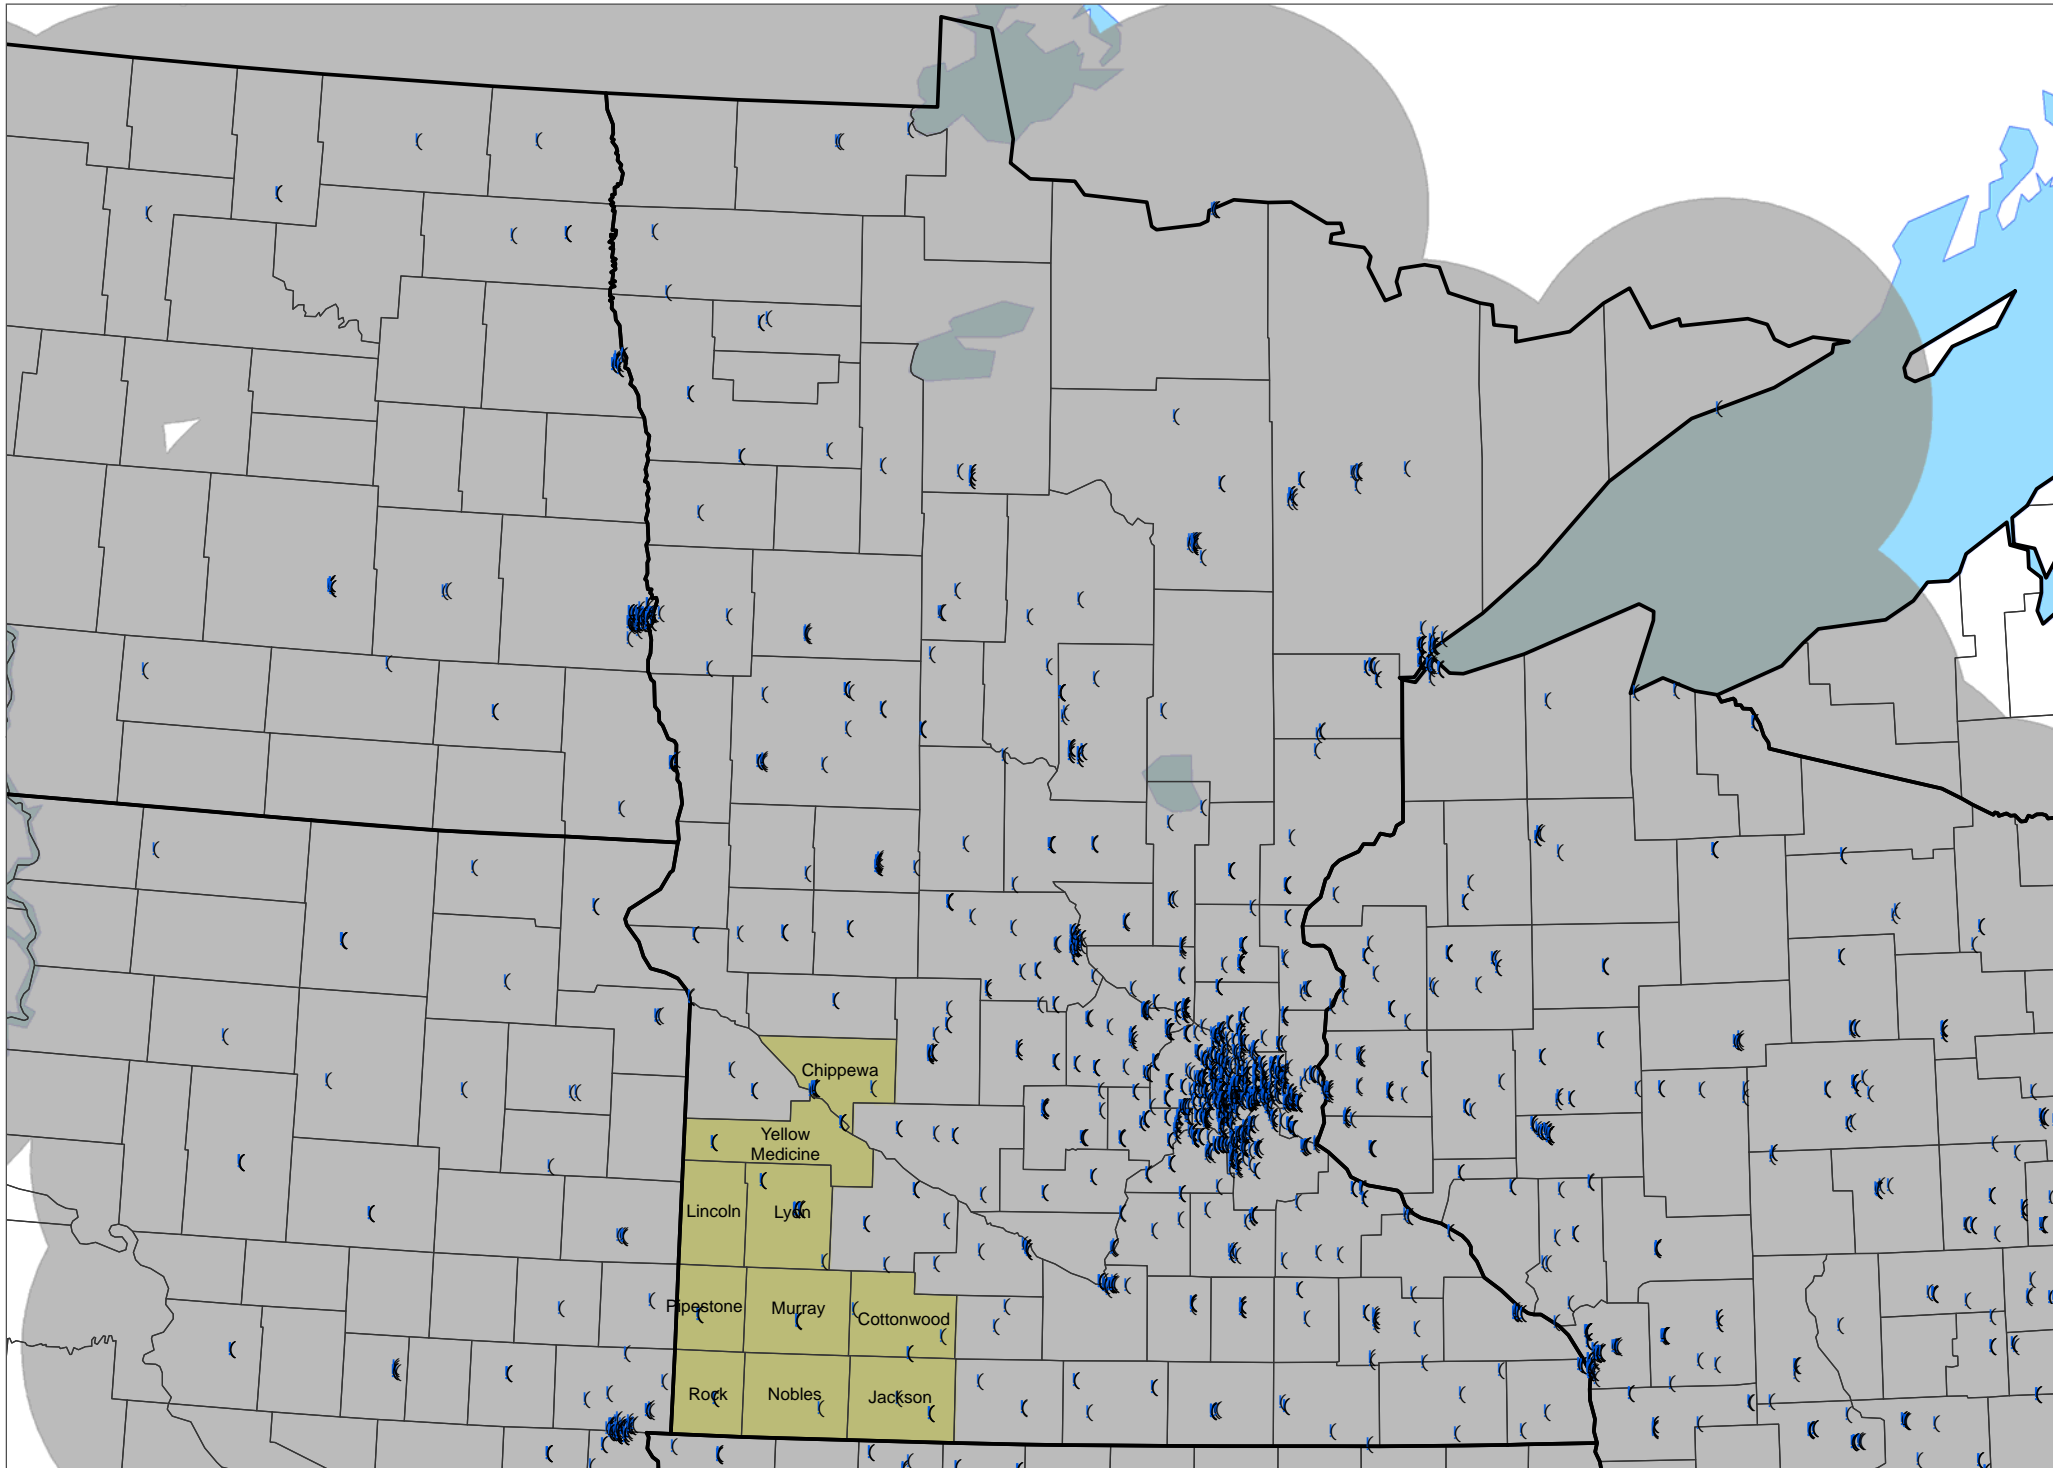 Chippewa
Yellow
Medicine
Lincoln
Lyon
Pipestone
Murray
Cottonwood
Rock
Nobles
Jackson